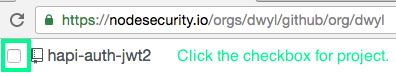 https://nodesecurity.io/orgs/dwyl/github/org/dwyl
hapi-auth-jwt2 Click the checkbox for project.